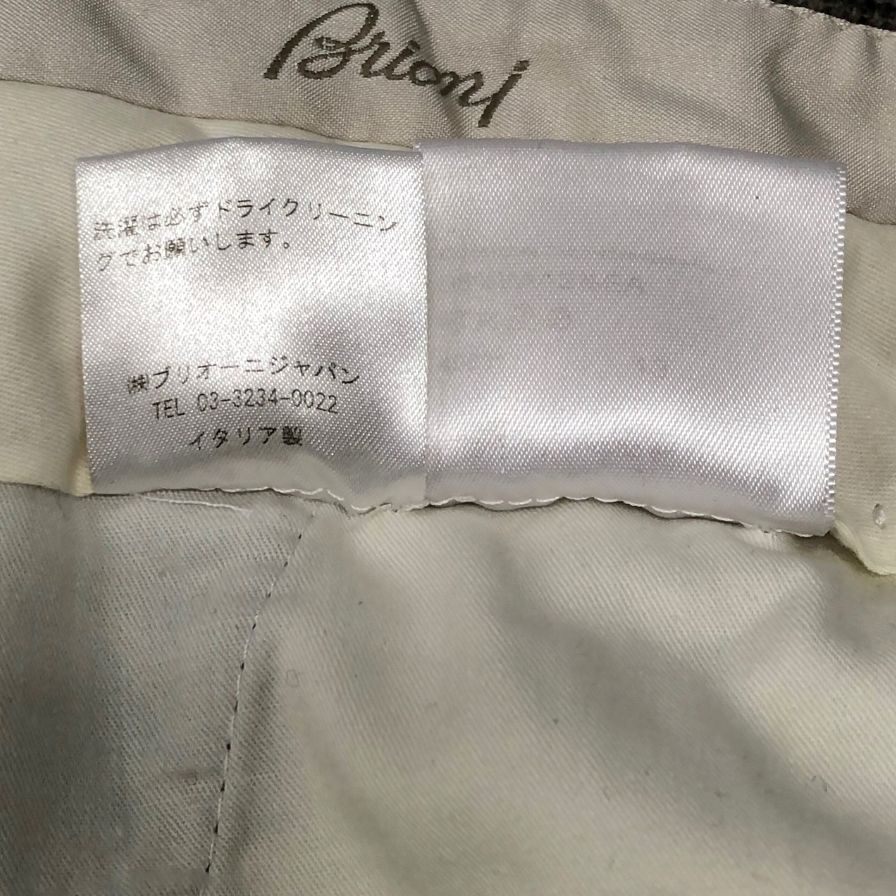 Brioni
洗濯は必ずドライクリーニン
グでお願いします。
㈱ブリオーニジャパン
TEL 03-3234-0022
イタリア製